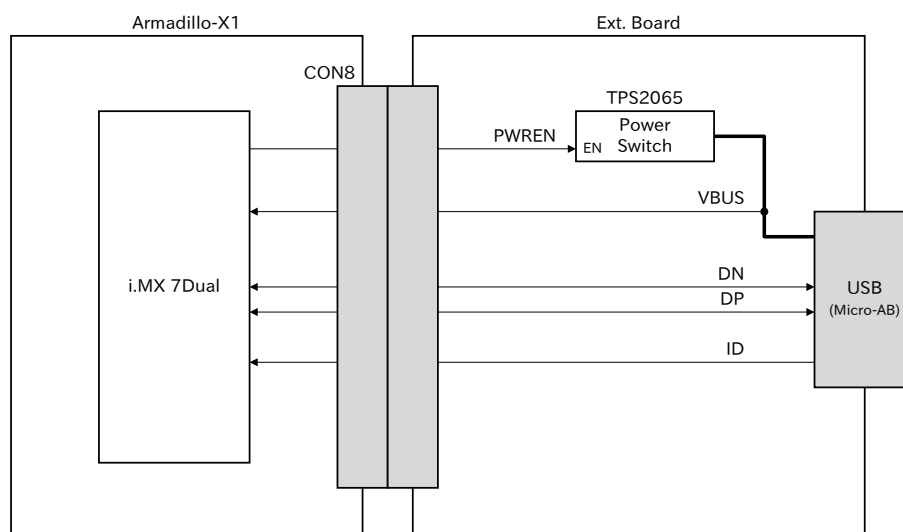 Armadillo-X1
Ext. Board
CON8
TPS2065
Power
Switch
PWREN
EN
VBUS
i.MX 7Dual
DN
DP
USB
(Micro-AB)
ID